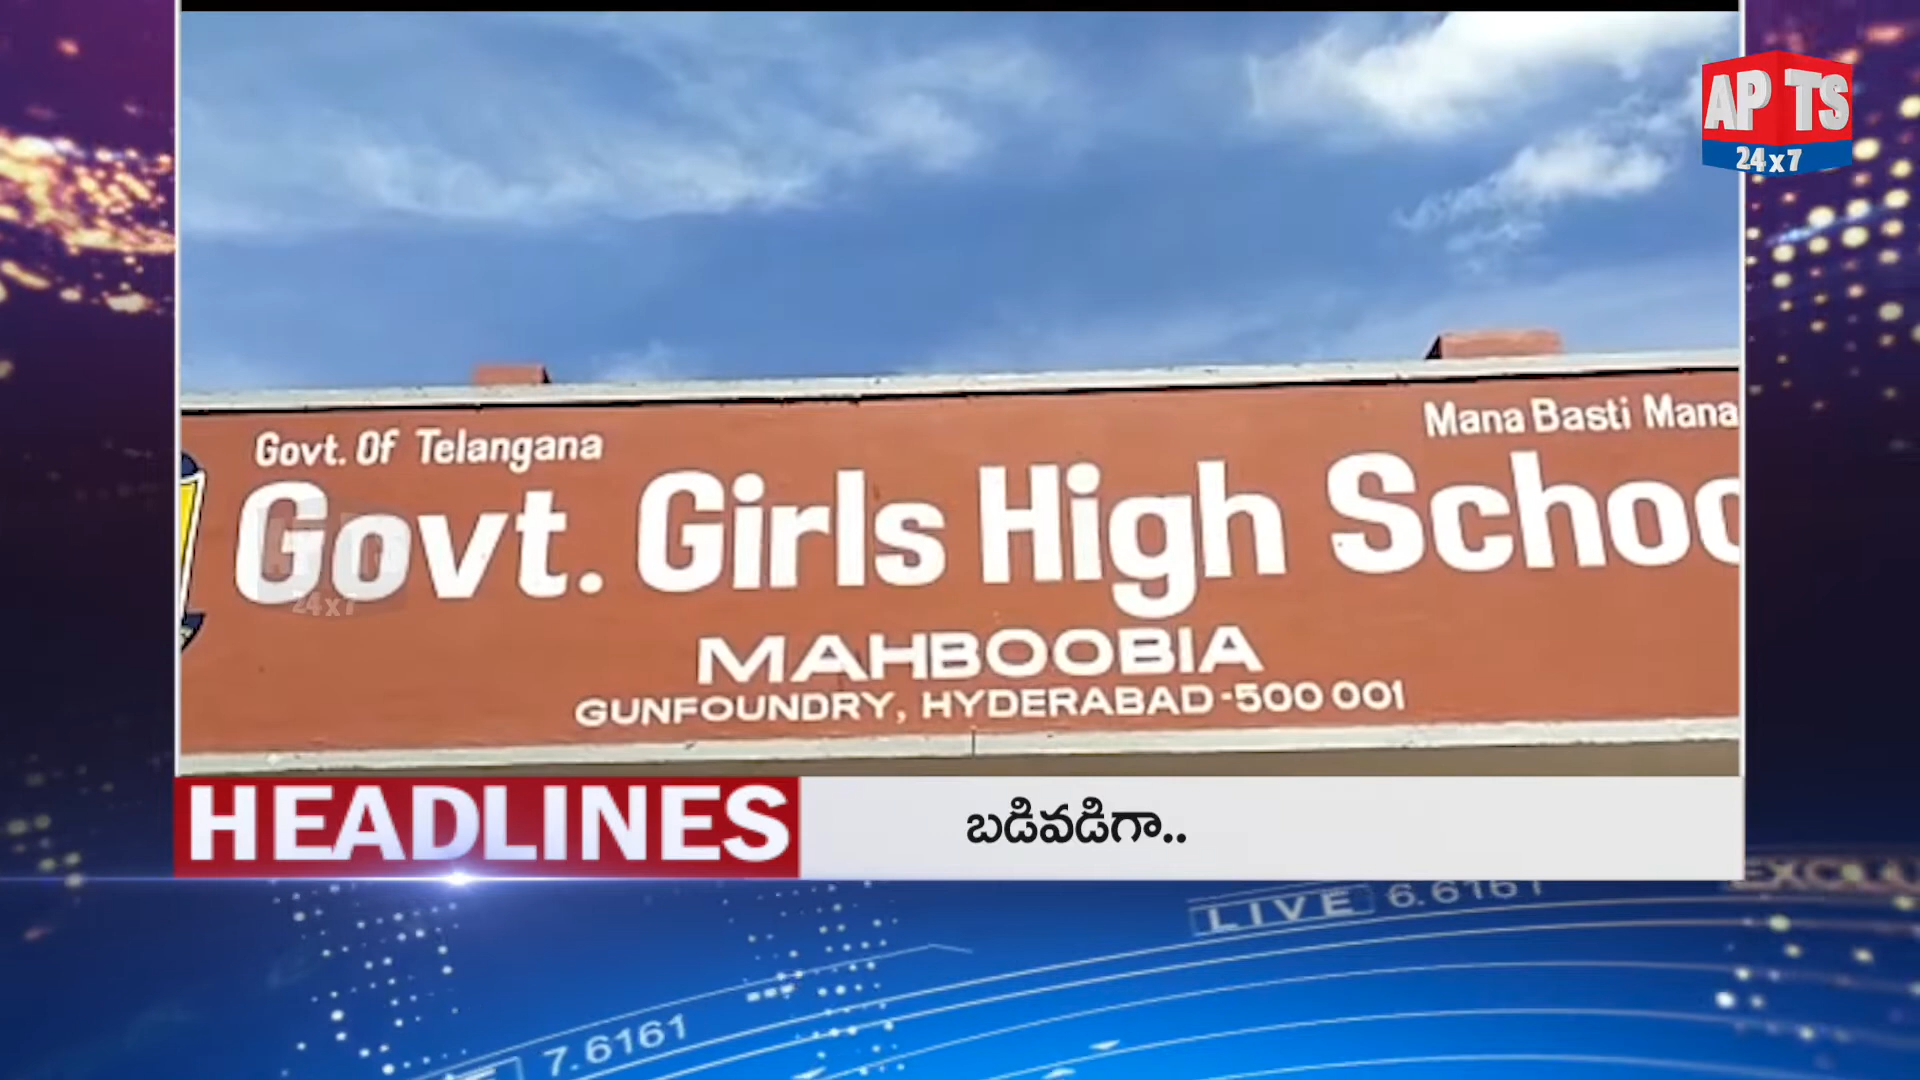 AP TS
24x7
Govt. Of Telangana
Mana Basti Mana
Govt. Girls High Schoo
MAHBOOBIA
GUNFOUNDRY, HYDERABAD-500 001
24x7
HEADLINES
బడివడిగా..
LIVE 6.6161
7.6161